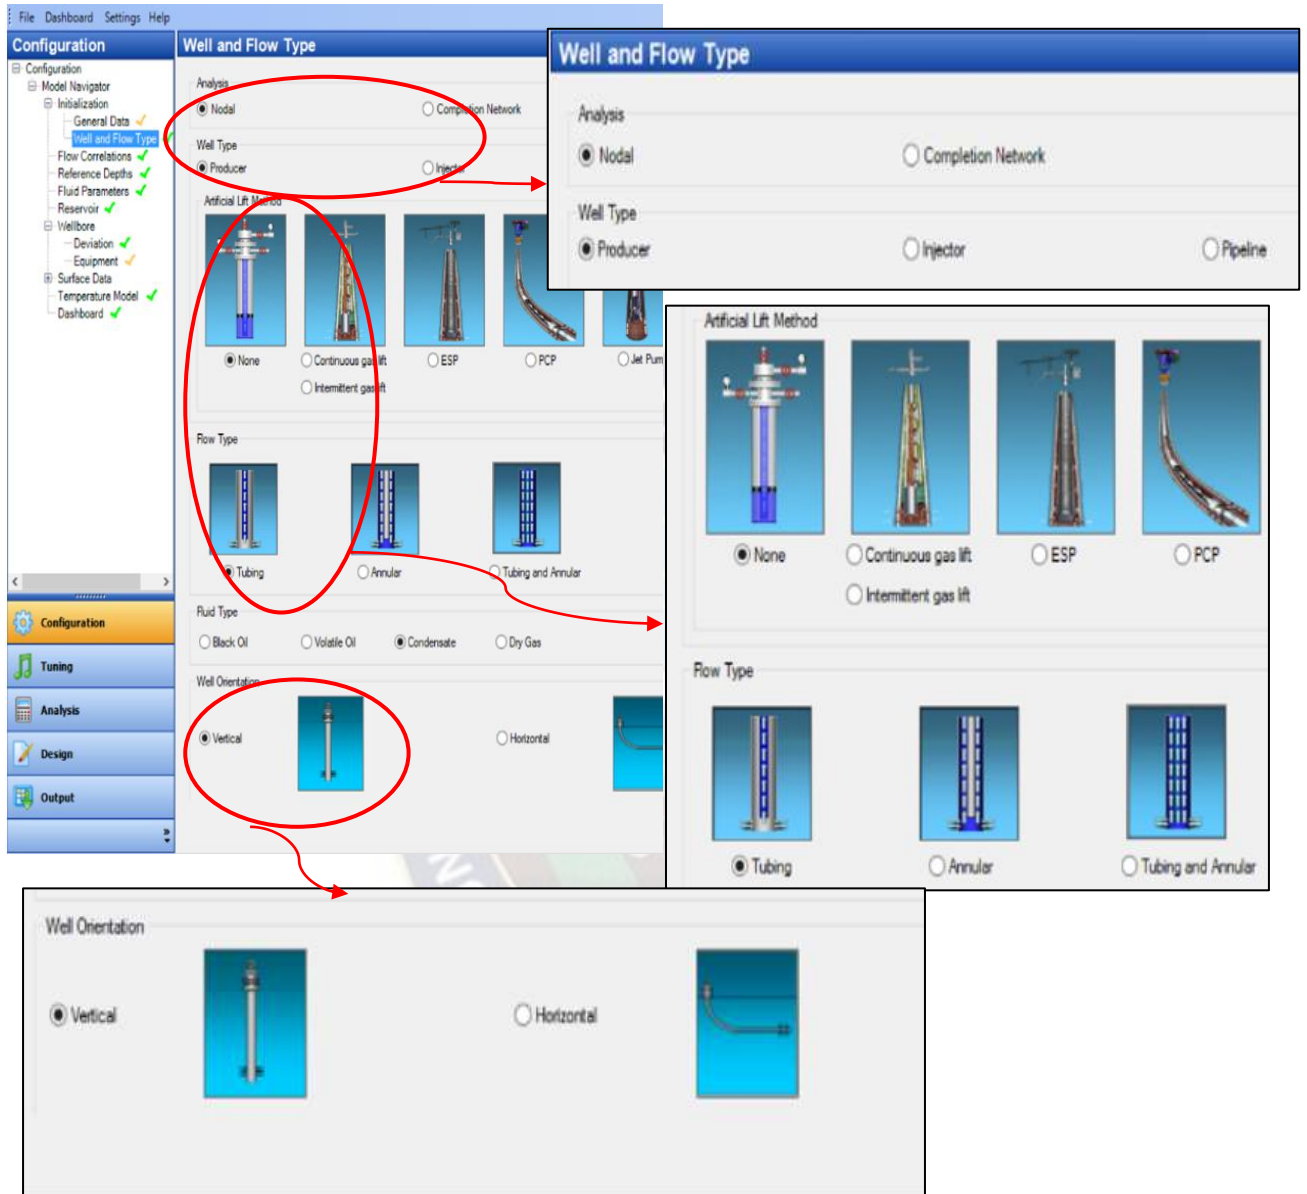 File Dashboard Settings Help
Configuration
Configuration
Model Navigator
Initialization
General Data
Well and Flow Type
Flow Correlations
Reference Depths
Fluid Parameters
Reservoir
Wellbore
Deviation
Equipment
Surface Data
Temperature Model
Dashboard
Configuration
Tuning
Analysis
Design
Output
Well and Flow Type
Analysis
Nodal Completion Network
Well Type
Producer Injector
Artificial Lift Method
None Continuous gas lift ESP PCP Jet Pum
Intermittent gas lift
Flow Type
Tubing Annular Tubing and Annular
Fluid Type
Black Oil Volatile Oil Condensate Dry Gas
Well Orientation
Vertical Horizontal
Well and Flow Type
Analysis
Nodal Completion Network
Well Type
Producer Injector Pipeline
Artificial Lift Method
None Continuous gas lift ESP PCP
Intermittent gas lift
Flow Type
Tubing Annular Tubing and Annular
Well Orientation
Vertical Horizontal